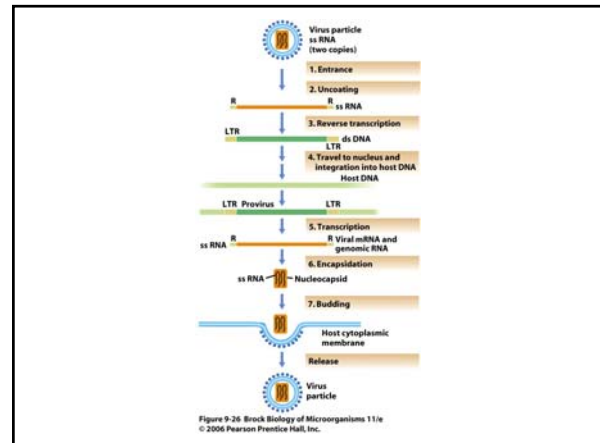 Virus particle
ss RNA
(two copies)
1. Entrance
2. Uncoating
R R
ss RNA
3. Reverse transcription
LTR ds DNA
LTR
4. Travel to nucleus and
integration into host DNA
Host DNA
LTR Provirus LTR
5. Transcription
R R
ss RNA Viral mRNA and
genomic RNA
6. Encapsidation
ss RNA Nucleocapsid
7. Budding
Host cytoplasmic
membrane
Release
Virus
particle
Figure 9-26 Brock Biology of Microorganisms 11/e
© 2006 Pearson Prentice Hall, Inc.